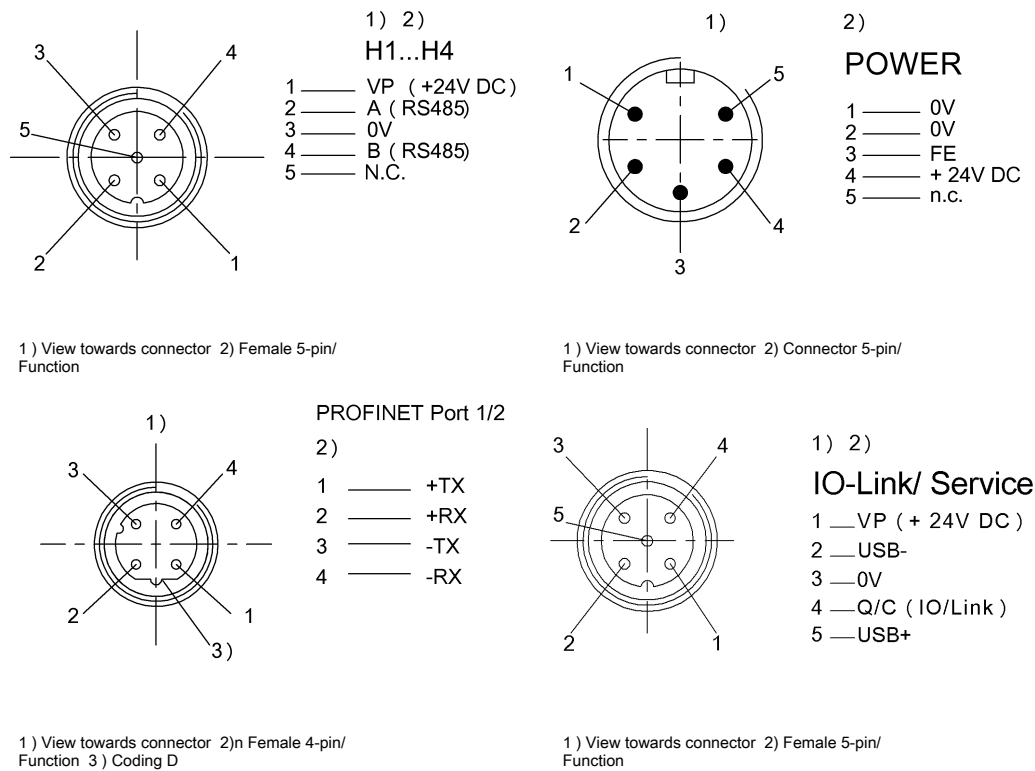 1) 2)
H1...H4
3
4
5
2
1
1 VP (+24V DC)
2 A (RS485)
3 0V
4 B (RS485)
5 N.C.
1 ) View towards connector 2) Female 5-pin/
Function
1)
2)
POWER
1
5
2
4
3
1 0V
2 0V
3 FE
4 + 24V DC
5 n.c.
1 ) View towards connector 2) Connector 5-pin/
Function
PROFINET Port 1/2
1)
2)
3
4
2
1
3)
1 +TX
2 +RX
3 -TX
4 -RX
1 ) View towards connector 2)n Female 4-pin/
Function 3 ) Coding D
1) 2)
IO-Link/ Service
3
4
5
2
1
1 VP (+ 24V DC)
2 USB-
3 0V
4 Q/C (IO/Link)
5 USB+
1 ) View towards connector 2) Female 5-pin/
Function